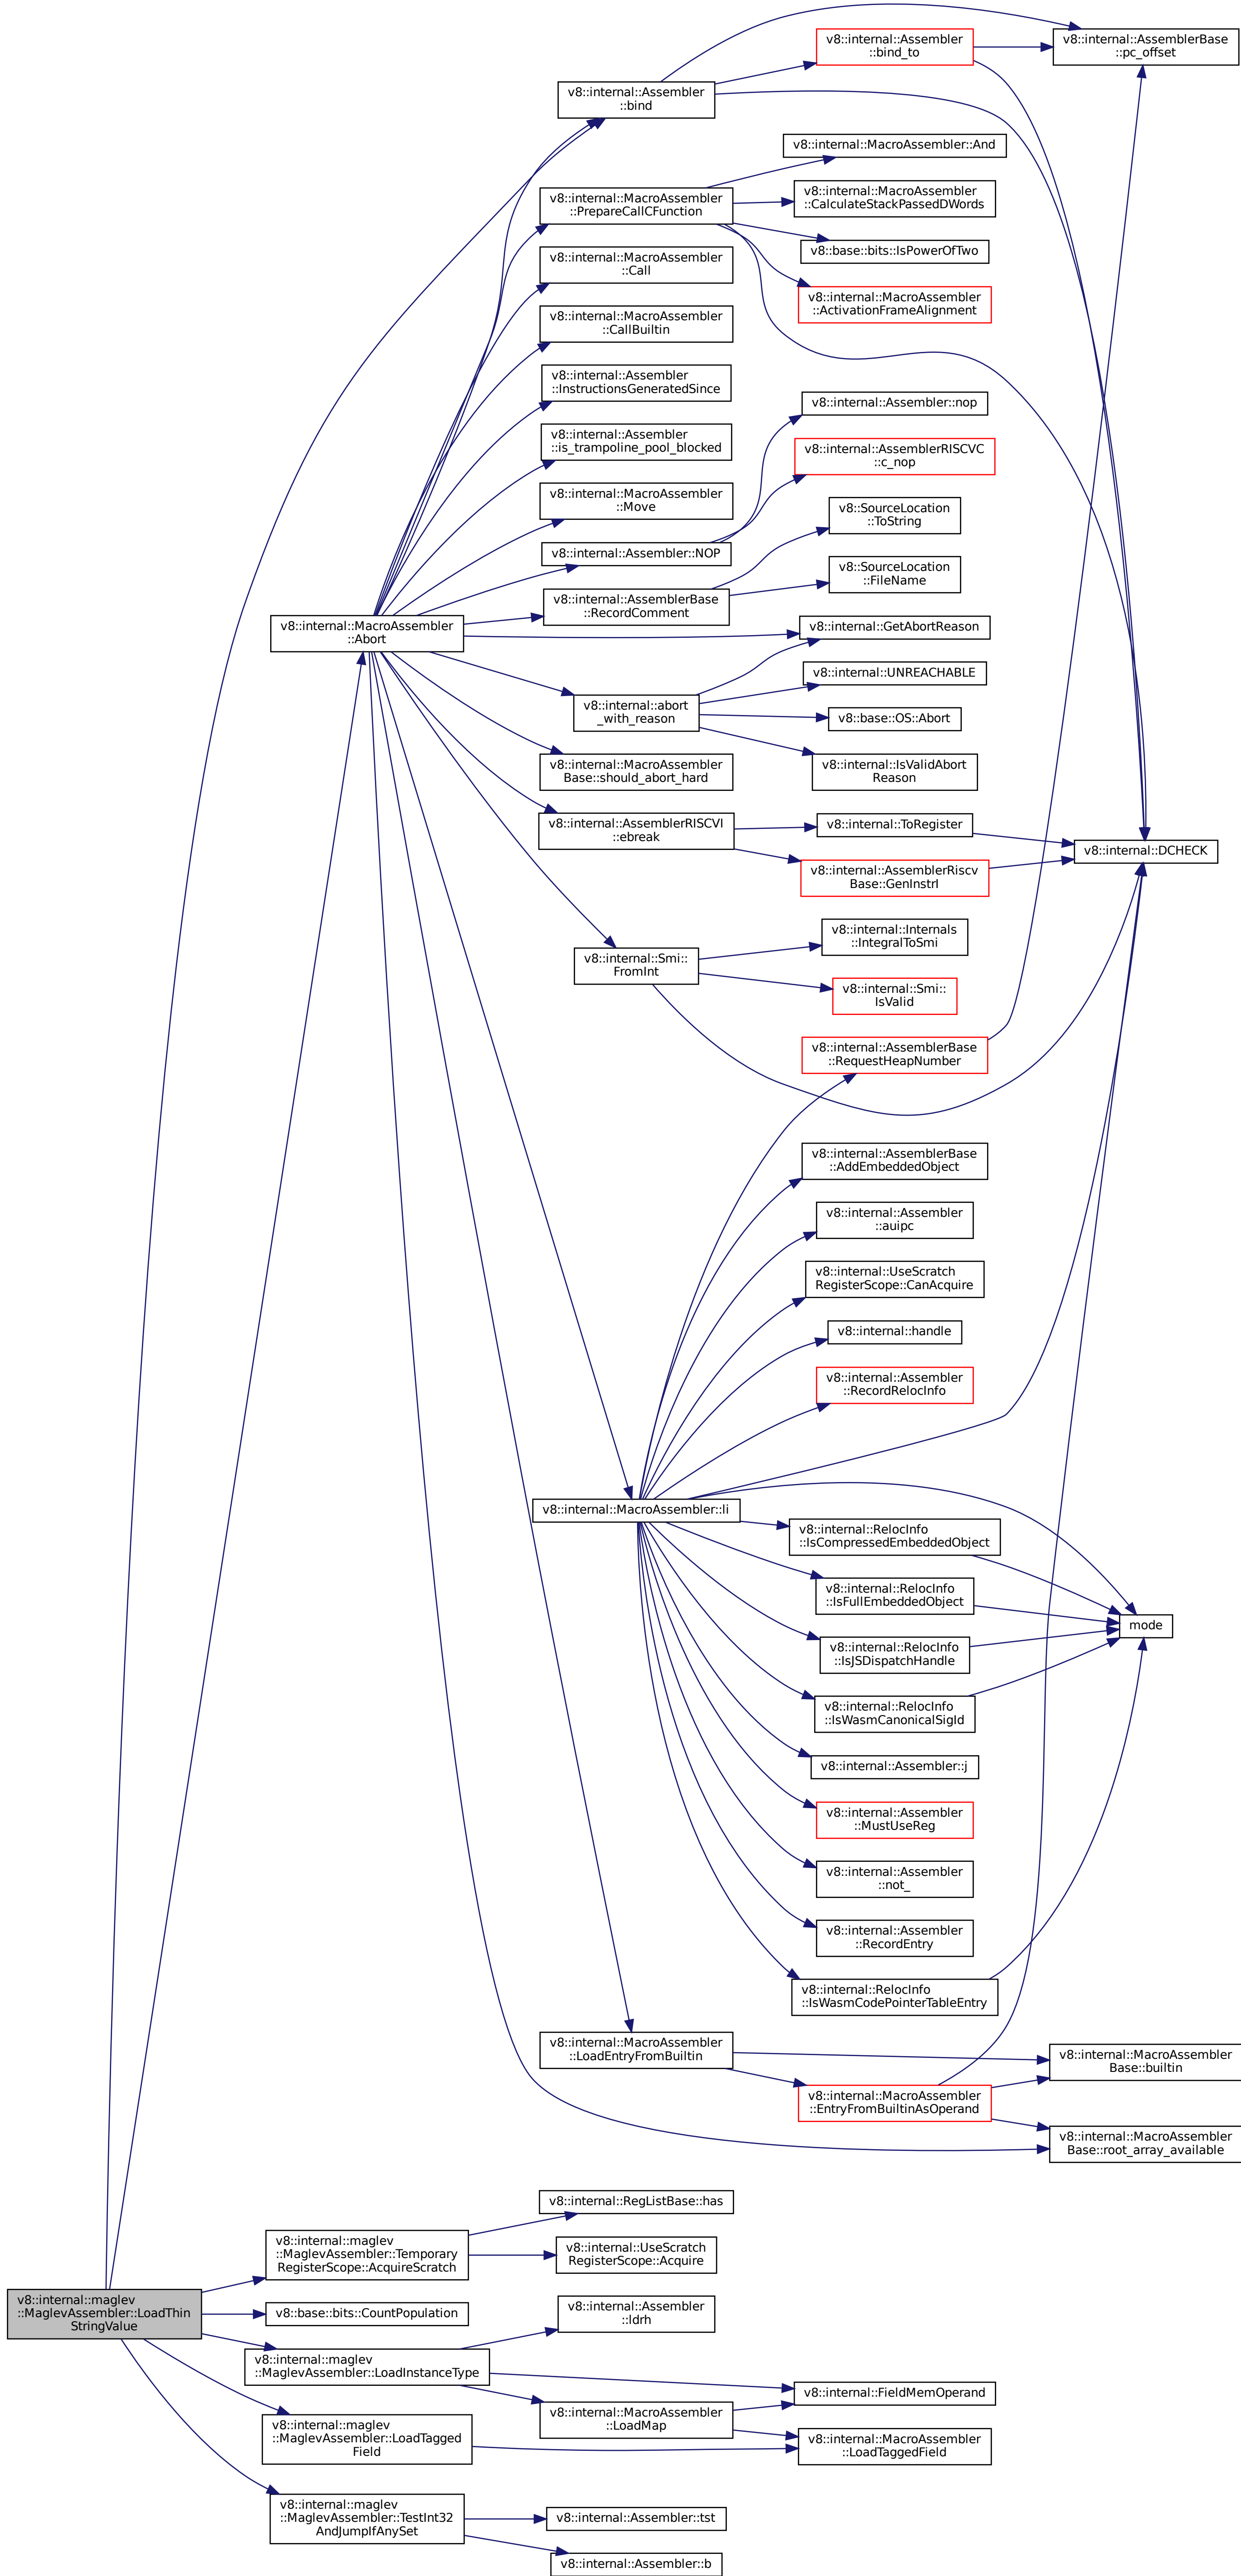 v8::internal::Assembler
::bind_to
v8::internal::AssemblerBase
::pc_offset
v8::internal::Assembler
::bind
v8::internal::MacroAssembler::And
v8::internal::MacroAssembler
::PrepareCallCFunction
v8::internal::MacroAssembler
::CalculateStackPassedDWords
v8::base::bits::IsPowerOfTwo
v8::internal::MacroAssembler
::Call
v8::internal::MacroAssembler
::ActivationFrameAlignment
v8::internal::MacroAssembler
::CallBuiltin
v8::internal::Assembler
::InstructionsGeneratedSince
v8::internal::Assembler::nop
v8::internal::Assembler
::is_trampoline_pool_blocked
v8::internal::AssemblerRISCVC
::c_nop
v8::internal::MacroAssembler
::Move
v8::SourceLocation
::ToString
v8::internal::Assembler::NOP
v8::SourceLocation
::FileName
v8::internal::AssemblerBase
::RecordComment
v8::internal::MacroAssembler
::Abort
v8::internal::GetAbortReason
v8::internal::UNREACHABLE
v8::internal::abort
_with_reason
v8::base::OS::Abort
v8::internal::MacroAssembler
Base::should_abort_hard
v8::internal::IsValidAbort
Reason
v8::internal::AssemblerRISCVI
::ebreak
v8::internal::ToRegister
v8::internal::DCHECK
v8::internal::AssemblerRiscv
Base::GenInstrI
v8::internal::Internals
::IntegralToSmi
v8::internal::Smi::
FromInt
v8::internal::Smi::
IsValid
v8::internal::AssemblerBase
::RequestHeapNumber
v8::internal::AssemblerBase
::AddEmbeddedObject
v8::internal::Assembler
::auipc
v8::internal::UseScratch
RegisterScope::CanAcquire
v8::internal::handle
v8::internal::Assembler
::RecordRelocInfo
v8::internal::MacroAssembler::li
v8::internal::RelocInfo
::IsCompressedEmbeddedObject
v8::internal::RelocInfo
::IsFullEmbeddedObject
mode
v8::internal::RelocInfo
::IsJSDispatchHandle
v8::internal::RelocInfo
::IsWasmCanonicalSigId
v8::internal::Assembler::j
v8::internal::Assembler
::MustUseReg
v8::internal::Assembler
::not_
v8::internal::Assembler
::RecordEntry
v8::internal::RelocInfo
::IsWasmCodePointerTableEntry
v8::internal::MacroAssembler
::LoadEntryFromBuiltin
v8::internal::MacroAssembler
Base::builtin
v8::internal::MacroAssembler
::EntryFromBuiltinAsOperand
v8::internal::MacroAssembler
Base::root_array_available
v8::internal::RegListBase::has
v8::internal::maglev
::MaglevAssembler::Temporary
RegisterScope::AcquireScratch
v8::internal::UseScratch
RegisterScope::Acquire
v8::internal::maglev
::MaglevAssembler::LoadThin
StringValue
v8::base::bits::CountPopulation
v8::internal::Assembler
::ldrh
v8::internal::maglev
::MaglevAssembler::LoadInstanceType
v8::internal::FieldMemOperand
v8::internal::MacroAssembler
::LoadMap
v8::internal::maglev
::MaglevAssembler::LoadTagged
Field
v8::internal::MacroAssembler
::LoadTaggedField
v8::internal::maglev
::MaglevAssembler::TestInt32
AndJumpIfAnySet
v8::internal::Assembler::tst
v8::internal::Assembler::b